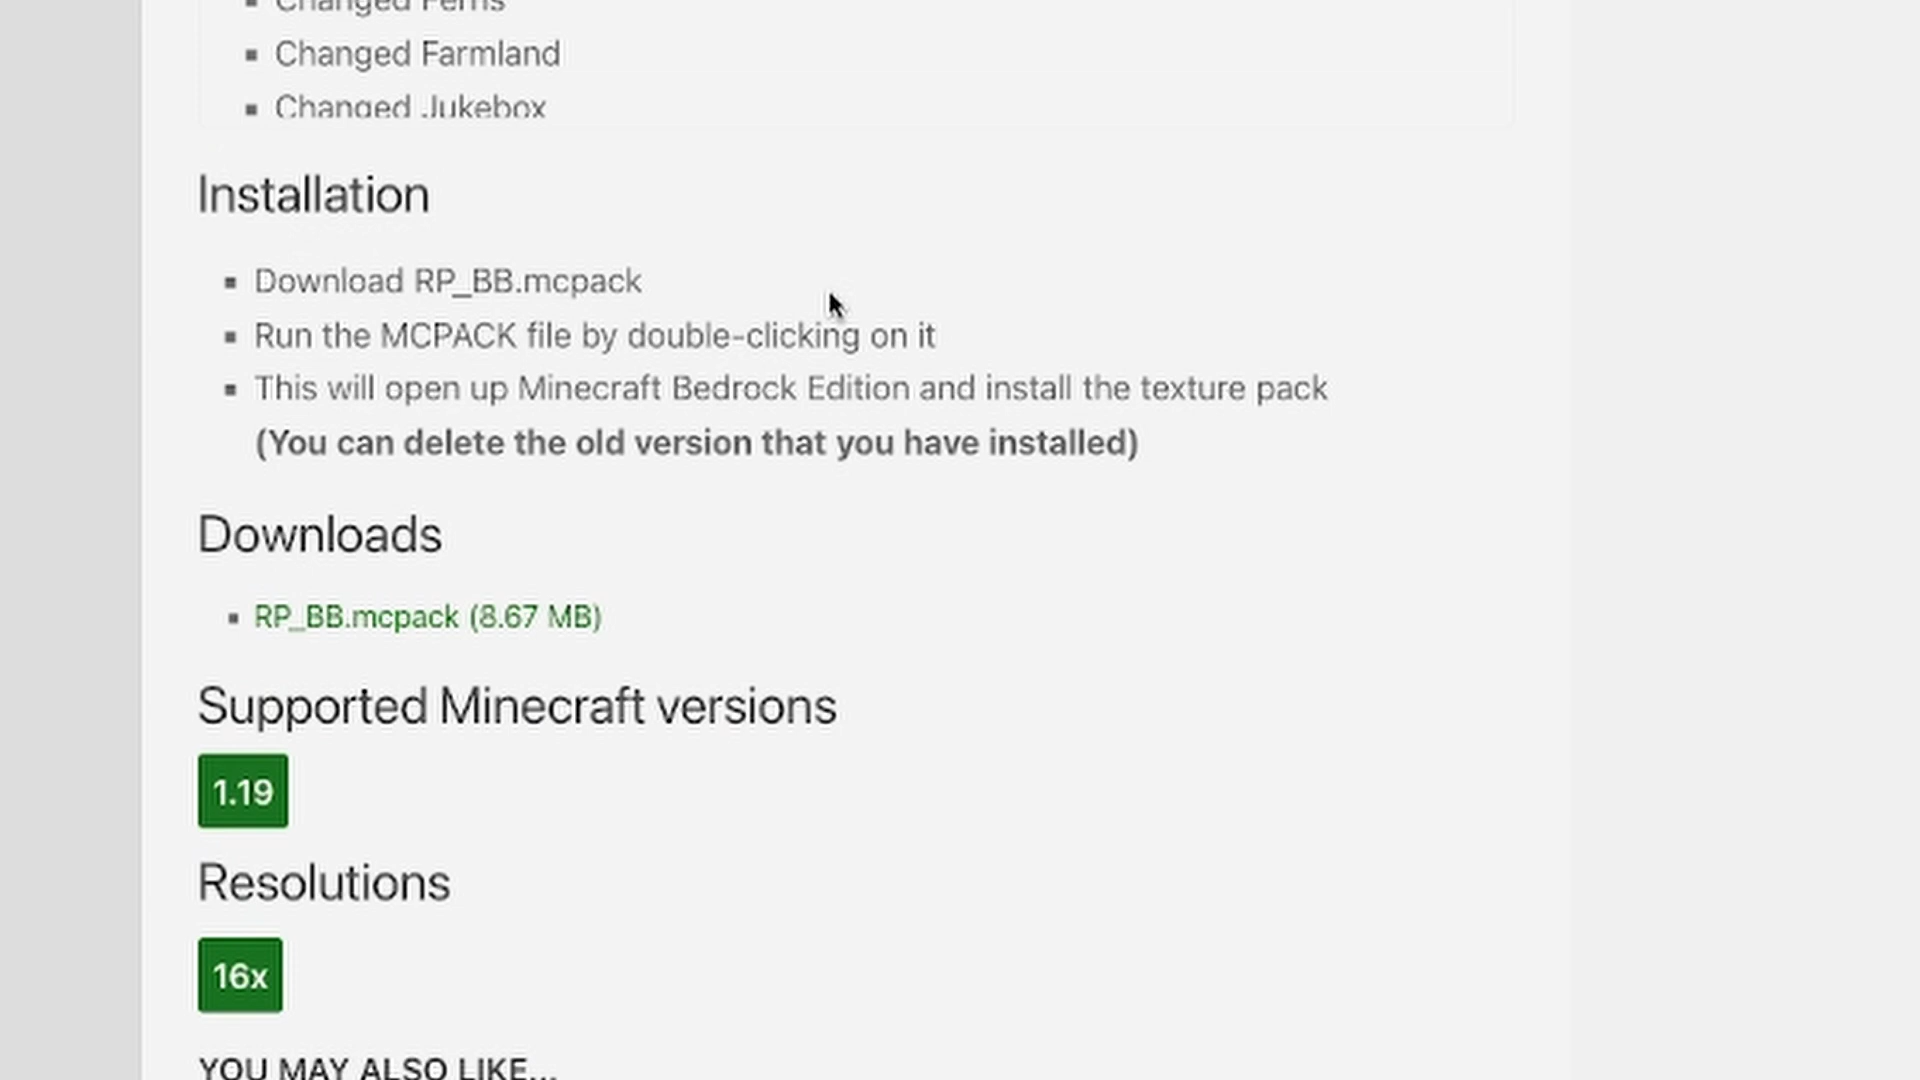 Changed Ferns
Changed Farmland
Changed Jukebox
Installation
Download RP_BB.mcpack
Run the MCPACK file by double-clicking on it
This will open up Minecraft Bedrock Edition and install the texture pack
(You can delete the old version that you have installed)
Downloads
RP_BB.mcpack (8.67 MB)
Supported Minecraft versions
1.19
Resolutions
16x
YOU MAY ALSO LIKE...